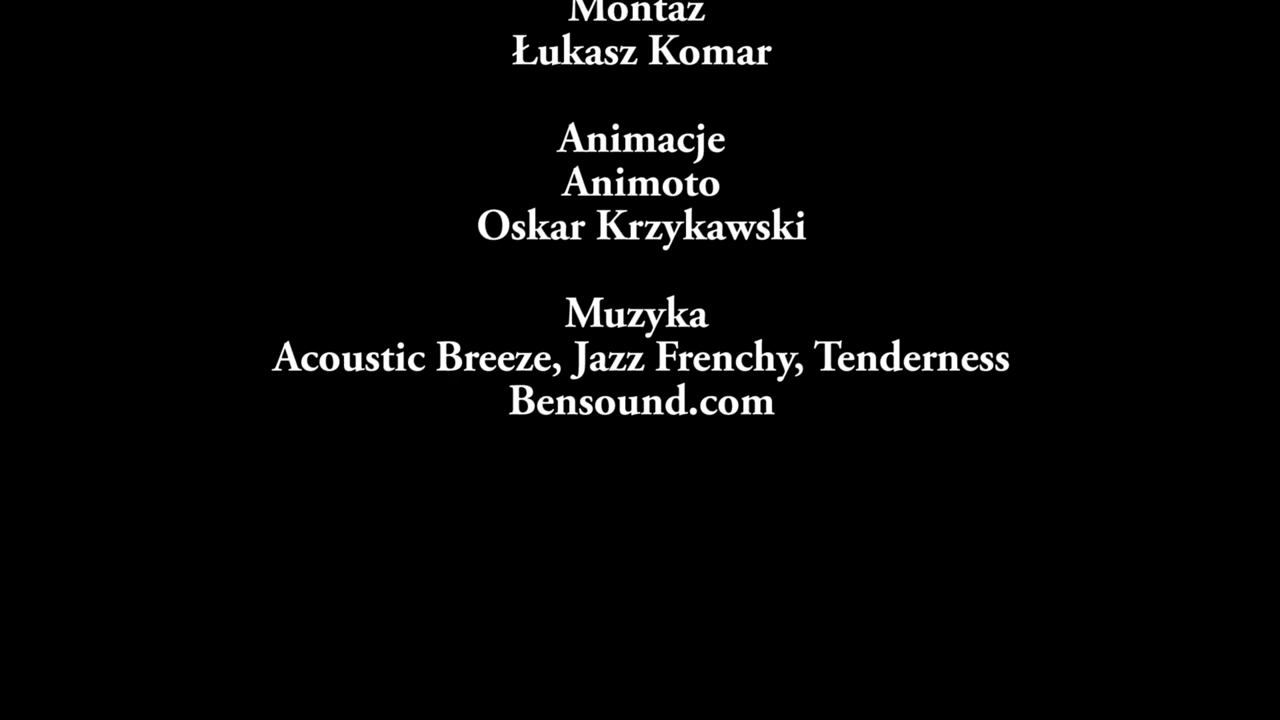 Montaż
Łukasz Komar
Animacje
Animoto
Oskar Krzykawski
Muzyka
Acoustic Breeze, Jazz Frenchy, Tenderness
Bensound.com